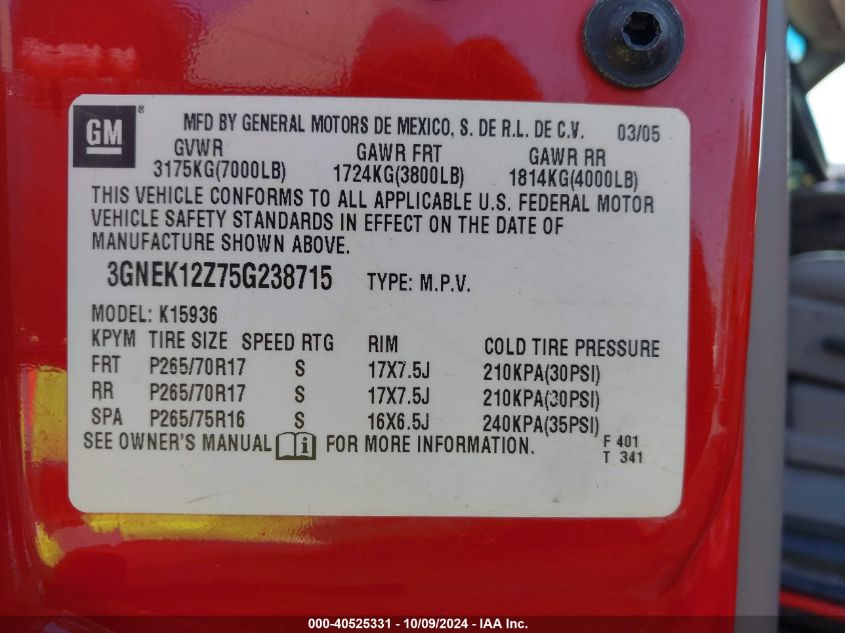 GM ® MFD BY GENERAL MOTORS DE MEXICO, S. DE R.L. DE C.V. 03/05
GVWR GAWR FRT GAWR RR
3175KG(7000LB) 1724KG(3800LB) 1814KG(4000LB)
THIS VEHICLE CONFORMS TO ALL APPLICABLE U.S. FEDERAL MOTOR
VEHICLE SAFETY STANDARDS IN EFFECT ON THE DATE OF
MANUFACTURE SHOWN ABOVE.
3GNEK12Z75G238715 TYPE: M.P.V.
MODEL: K15936
KPYM TIRE SIZE SPEED RTG RIM COLD TIRE PRESSURE
FRT P265/70R17 S 17X7.5J 210KPA(30PSI)
RR P265/70R17 S 17X7.5J 210KPA(30PSI)
SPA P265/75R16 S 16X6.5J 240KPA(35PSI)
SEE OWNER'S MANUAL i FOR MORE INFORMATION. F 401
T 341
000-40525331 - 10/09/2024 - IAA Inc.